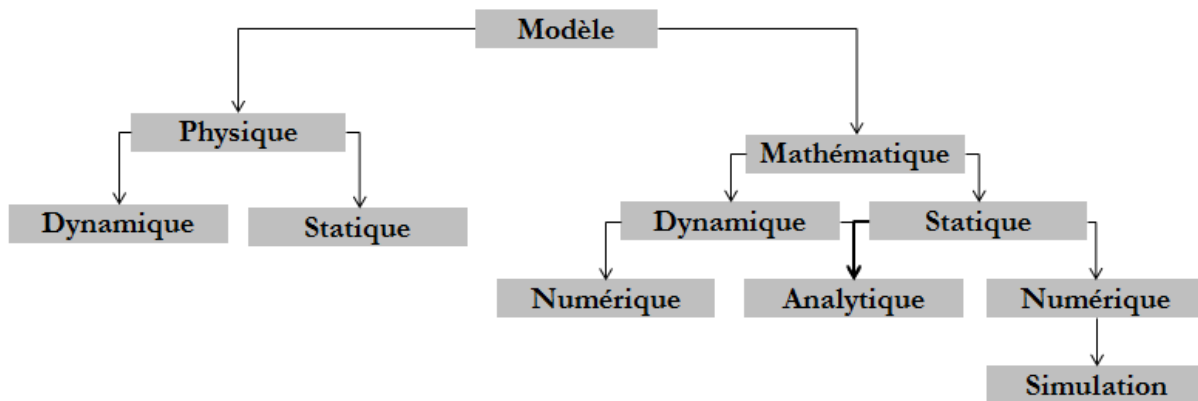 Modèle
Physique
Mathématique
Dynamique
Statique
Dynamique
Statique
Numérique
Analytique
Numérique
Simulation